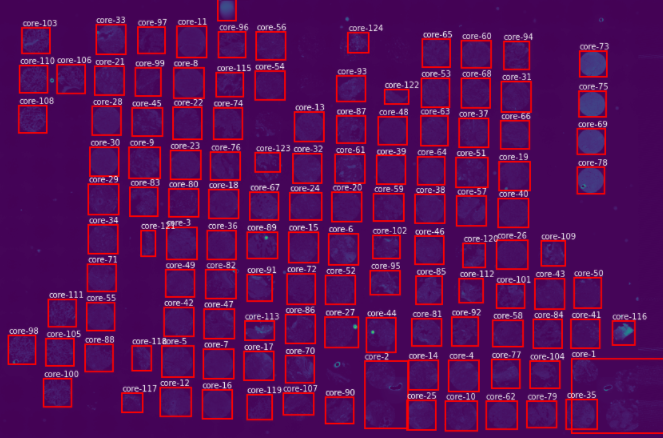 core-103 core-33 core-97 core-11 core-96 core-56 core-124 core-65 core-60 core-94 core-73
core-110 core-106 core-21 core-99 core-8 core-115 core-54 core-93 core-122 core-53 core-68 core-31 core-75
core-108 core-28 core-45 core-22 core-74 core-13 core-87 core-48 core-63 core-37 core-66 core-69
core-30 core-9 core-23 core-76 core-123 core-32 core-61 core-39 core-64 core-51 core-19 core-78
core-29 core-83 core-80 core-18 core-67 core-24 core-20 core-59 core-38 core-57 core-40
core-34 core-121 core-3 core-36 core-89 core-15 core-6 core-102 core-46 core-120 core-26 core-109
core-71 core-49 core-82 core-91 core-72 core-52 core-95 core-85 core-112 core-101 core-43 core-50
core-111 core-55 core-42 core-47 core-113 core-86 core-27 core-44 core-81 core-92 core-58 core-84 core-41 core-116
core-98 core-105 core-88 core-118 core-5 core-7 core-17 core-70 core-2 core-14 core-4 core-77 core-104 core-1
core-100 core-117 core-12 core-16 core-119 core-107 core-90 core-25 core-10 core-62 core-79 core-35